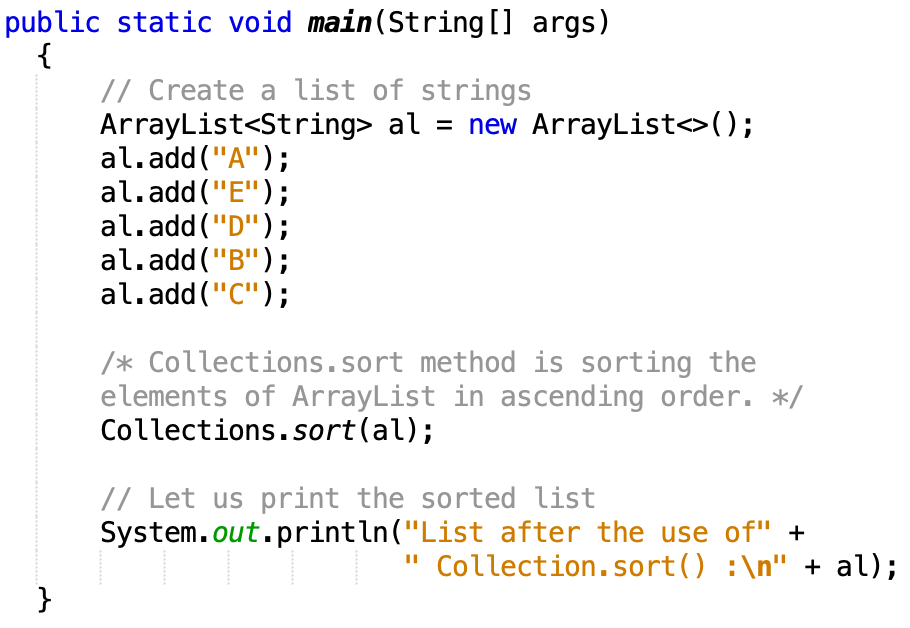 public static void main(String[] args)
{
// Create a list of strings
ArrayList<String> al = new ArrayList<>();
al.add("A");
al.add("E");
al.add("D");
al.add("B");
al.add("C");
/* Collections.sort method is sorting the
elements of ArrayList in ascending order. */
Collections.sort(al);
// Let us print the sorted list
System.out.println("List after the use of" +
" Collection.sort() :\n" + al);
}